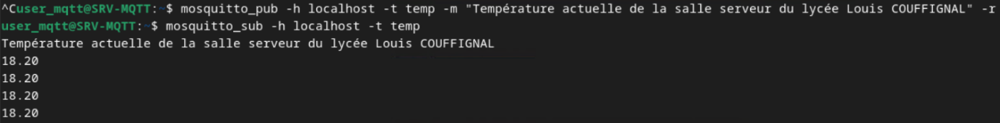 ^Cuser_mqtt@SRV-MQTT:~$ mosquitto_pub -h localhost -t temp -m "Température actuelle de la salle serveur du lycée Louis COUFFIGNAL" -r
user_mqtt@SRV-MQTT:~$ mosquitto_sub -h localhost -t temp
Température actuelle de la salle serveur du lycée Louis COUFFIGNAL
18.20
18.20
18.20
18.20